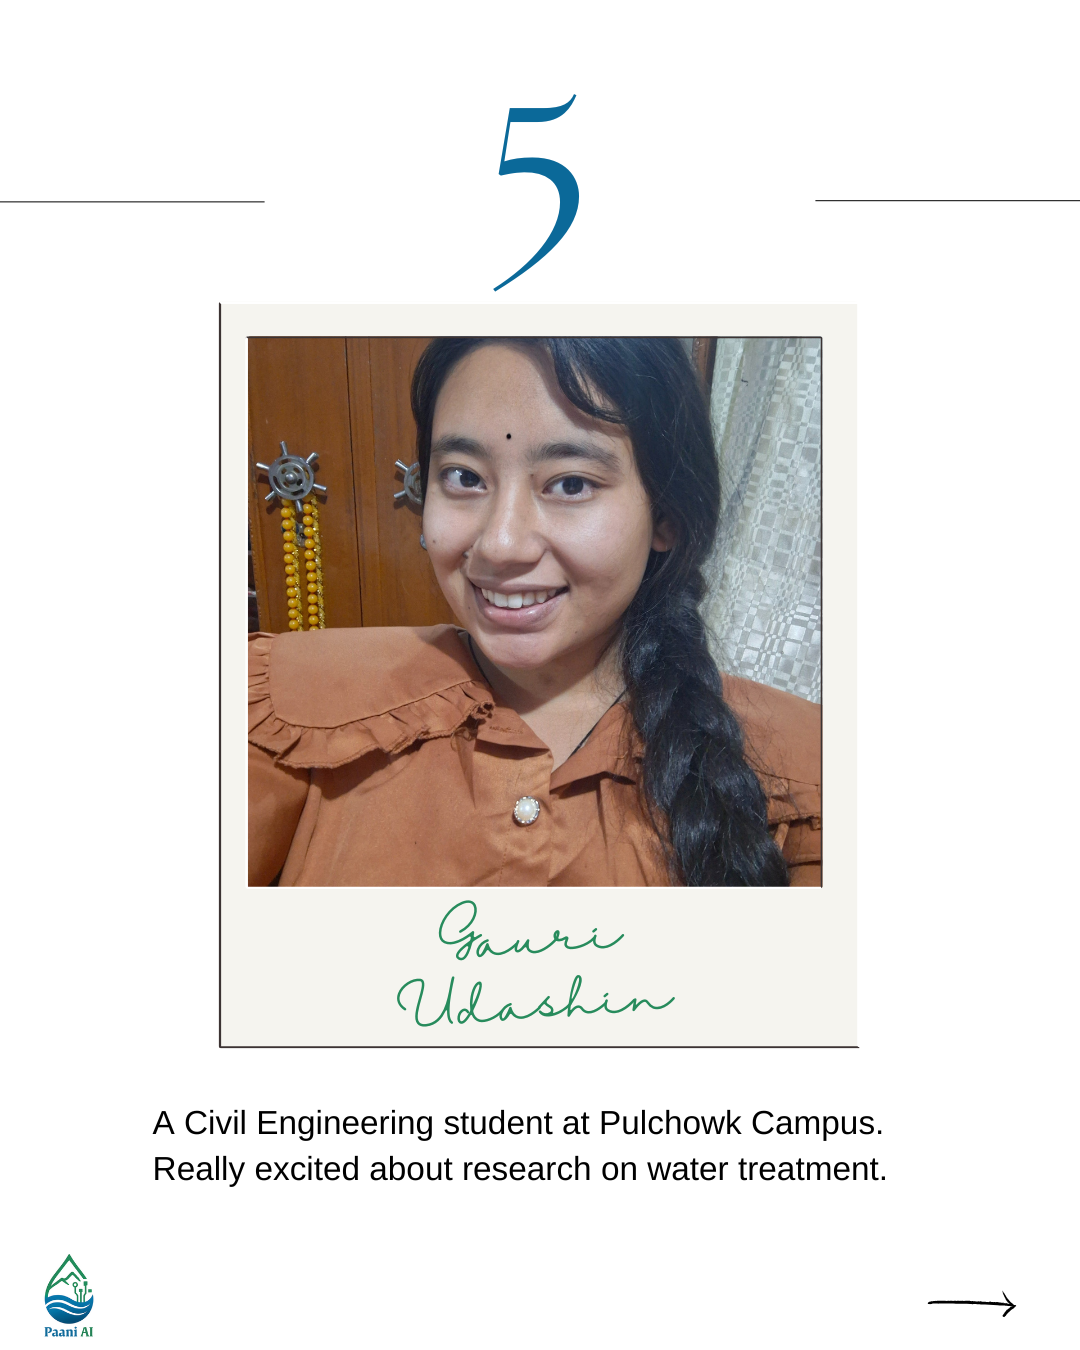 5
Gauri
Udashin
A Civil Engineering student at Pulchowk Campus.
Really excited about research on water treatment.
Paani AI